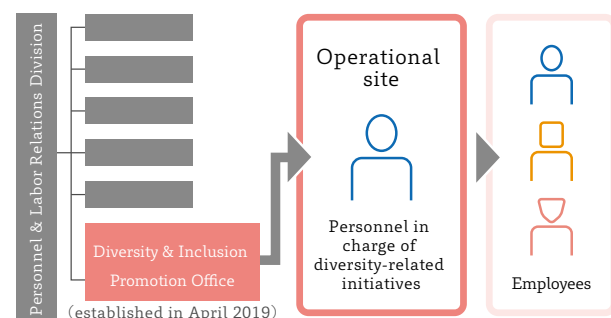 Personnel & Labor Relations Division
Diversity & Inclusion
Promotion Office
(established in April 2019)
Operational
site
Personnel in
charge of
diversity-related
initiatives
Employees